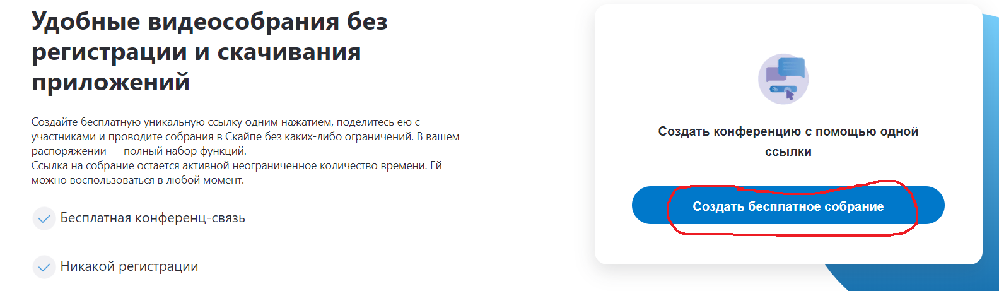 Удобные видеособрания без
регистрации и скачивания
приложений
Создайте бесплатную уникальную ссылку одним нажатием, поделитесь ею с
участниками и проводите собрания в Скайпе без каких-либо ограничений. В вашем
распоряжении — полный набор функций.
Ссылка на собрание остается активной неограниченное количество времени. Ей
можно воспользоваться в любой момент.
Бесплатная конференц-связь
Никакой регистрации
Создать конференцию с помощью одной
ссылки
Создать бесплатное собрание